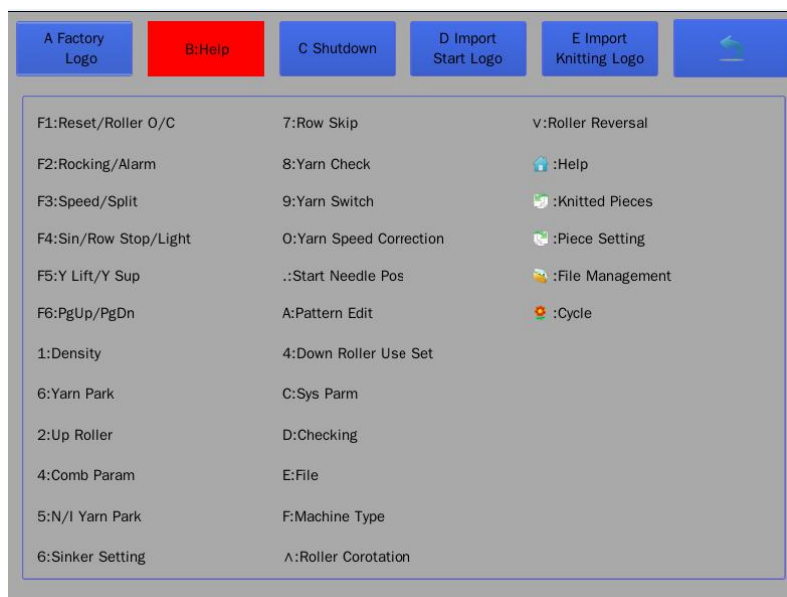 A Factory
Logo
B:Help
C Shutdown
D Import
Start Logo
E Import
Knitting Logo
F1:Reset/Roller O/C
F2:Rocking/Alarm
F3:Speed/Split
F4:Sin/Row Stop/Light
F5:Y Lift/Y Sup
F6:PgUp/PgDn
1:Density
6:Yarn Park
2:Up Roller
4:Comb Param
5:N/I Yarn Park
6:Sinker Setting
7:Row Skip
8:Yarn Check
9:Yarn Switch
O:Yarn Speed Correction
.:Start Needle Pos
A:Pattern Edit
4:Down Roller Use Set
C:Sys Parm
D:Checking
E:File
F:Machine Type
∧:Roller Corotation
∨:Roller Reversal
:Help
:Knitted Pieces
:Piece Setting
:File Management
:Cycle